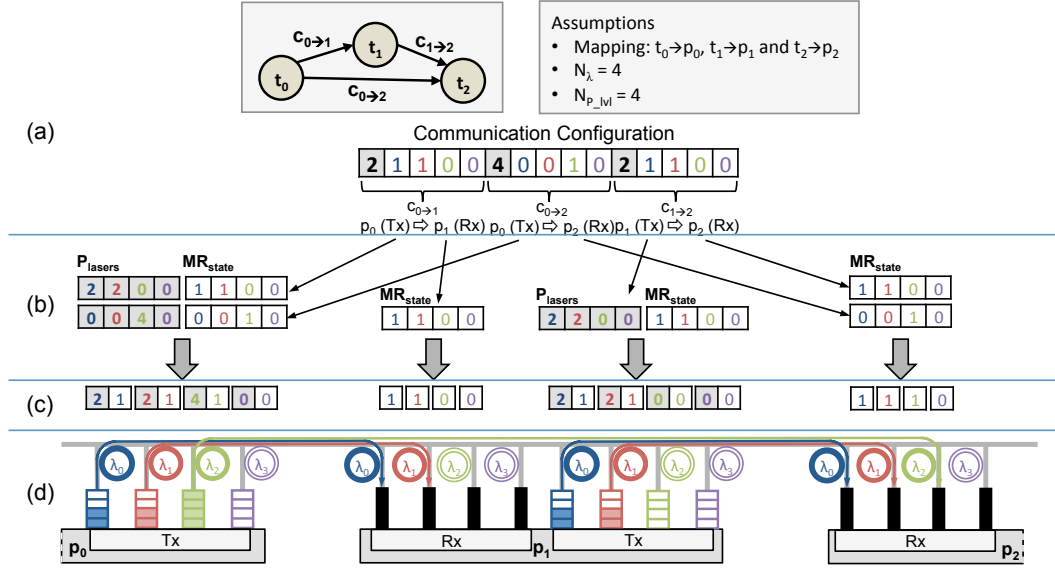 c0→1
t1
c1→2
t0
c0→2
t2
Assumptions
• Mapping: t0→p0, t1→p1 and t2→p2
• Nλ = 4
• NP_lvl = 4
(a)
Communication Configuration
2 1 1 0 0 4 0 0 1 0 2 1 1 0 0
c0→1 c0→2 c1→2
p0 (Tx) ⇨ p1 (Rx) p0 (Tx) ⇨ p2 (Rx) p1 (Tx) ⇨ p2 (Rx)
(b)
Plasers MRstate
2 2 0 0 1 1 0 0
0 0 4 0 0 0 1 0
MRstate
1 1 0 0
Plasers MRstate
2 2 0 0 1 1 0 0
MRstate
1 1 0 0
0 0 1 0
(c)
2 1 2 1 4 1 0 0
1 1 0 0
2 1 2 1 0 0 0 0
1 1 1 0
(d)
λ0 λ1 λ2 λ3 λ0 λ1 λ2 λ3 λ0 λ1 λ2 λ3 λ0 λ1 λ2 λ3
p0 Tx Rx p1 Tx Rx p2